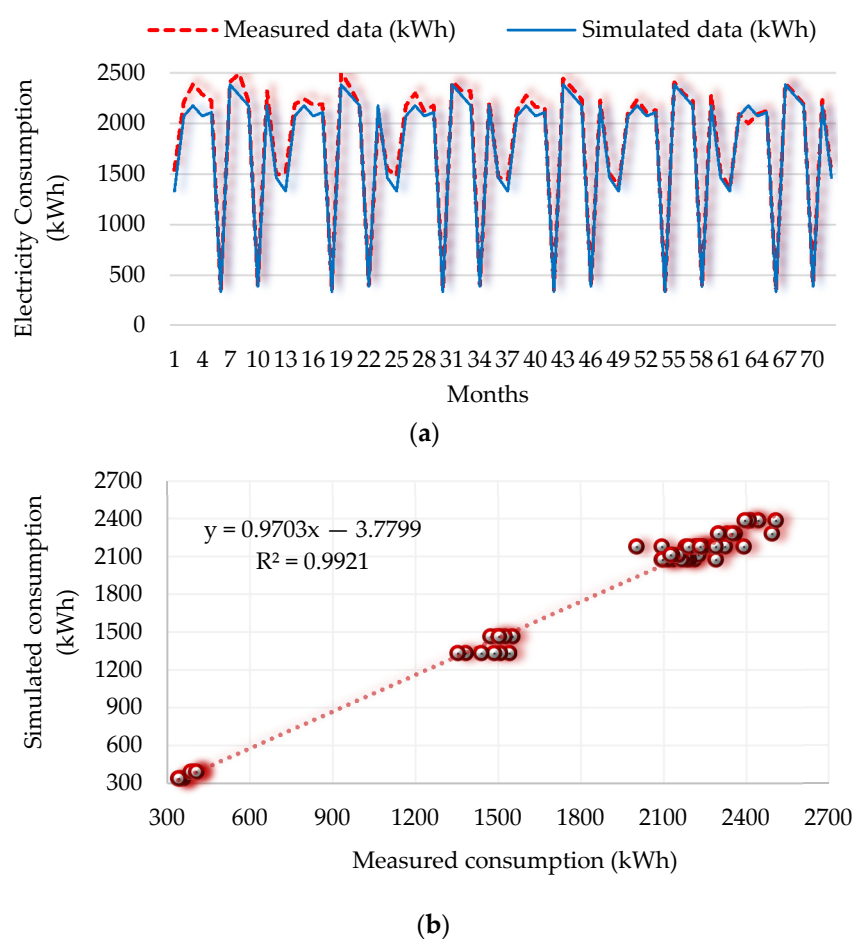 Measured data (kWh) Simulated data (kWh)
Electricity Consumption
(kWh)
2500
2000
1500
1000
500
0
1 4 7 10 13 16 19 22 25 28 31 34 37 40 43 46 49 52 55 58 61 64 67 70
Months
(a)
Simulated consumption
(kWh)
2700
2400
2100
1800
1500
1200
900
600
300
y = 0.9703x — 3.7799
R² = 0.9921
300 600 900 1200 1500 1800 2100 2400 2700
Measured consumption (kWh)
(b)